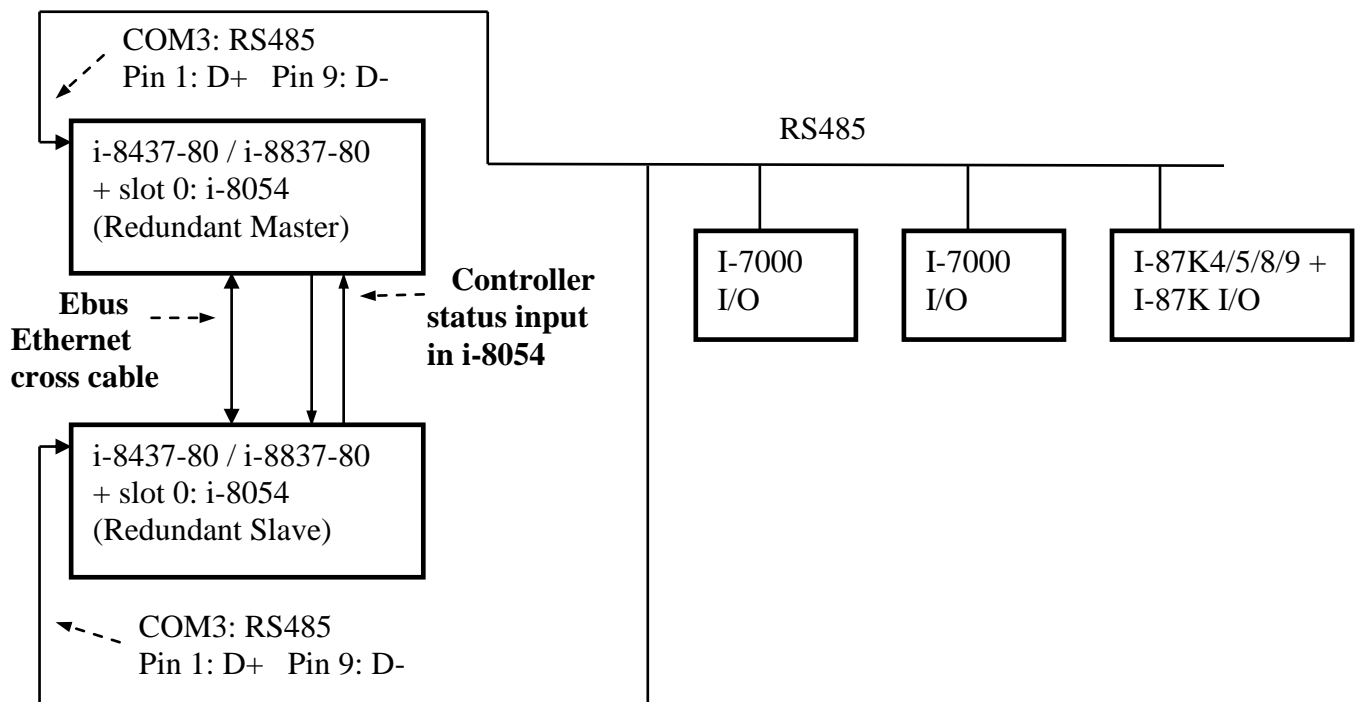 COM3: RS485
Pin 1: D+ Pin 9: D-
RS485
i-8437-80 / i-8837-80
+ slot 0: i-8054
(Redundant Master)
I-7000
I/O
I-7000
I/O
I-87K4/5/8/9 +
I-87K I/O
Ebus
Ethernet
cross cable
Controller
status input
in i-8054
i-8437-80 / i-8837-80
+ slot 0: i-8054
(Redundant Slave)
COM3: RS485
Pin 1: D+ Pin 9: D-